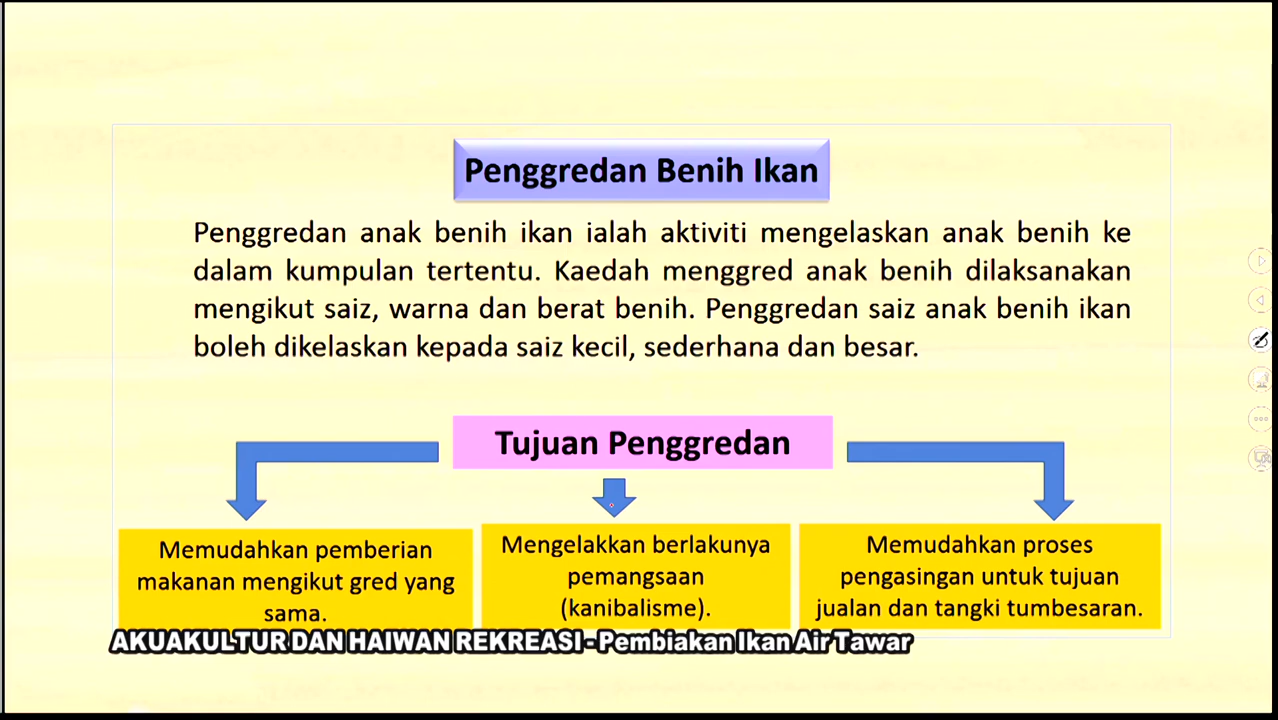 Penggredan Benih Ikan
Penggredan anak benih ikan ialah aktiviti mengelaskan anak benih ke
dalam kumpulan tertentu. Kaedah menggred anak benih dilaksanakan
mengikut saiz, warna dan berat benih. Penggredan saiz anak benih ikan
boleh dikelaskan kepada saiz kecil, sederhana dan besar.
Tujuan Penggredan
Memudahkan pemberian
makanan mengikut gred yang
sama.
Mengelakkan berlakunya
pemangsaan
(kanibalisme).
Memudahkan proses
pengasingan untuk tujuan
jualan dan tangki tumbesaran.
AKUAKULTUR DAN HAIWAN REKREASI - Pembiakan Ikan Air Tawar